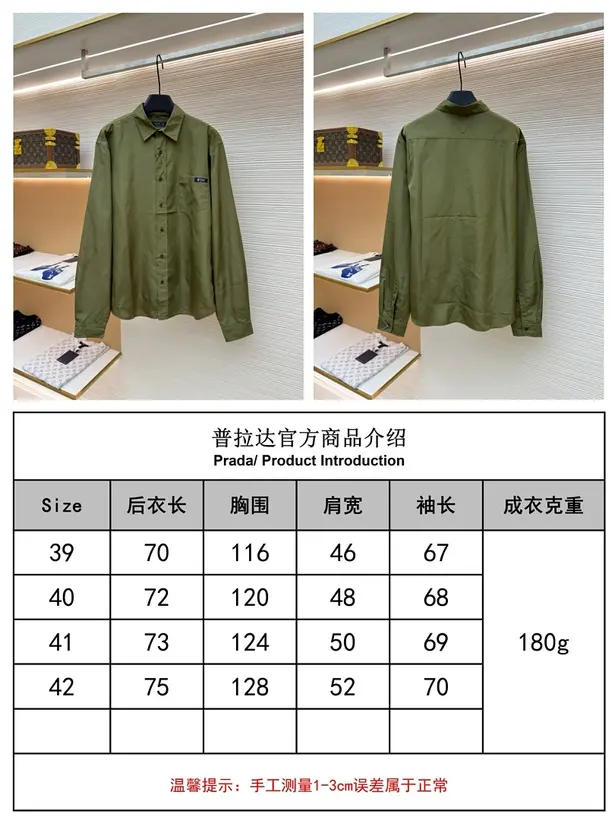 普拉达官方商品介绍
Prada/ Product Introduction
Size 后衣长 胸围 肩宽 袖长 成衣克重
39 70 116 46 67
40 72 120 48 68
41 73 124 50 69
42 75 128 52 70
180g
温馨提示：手工测量1-3cm误差属于正常